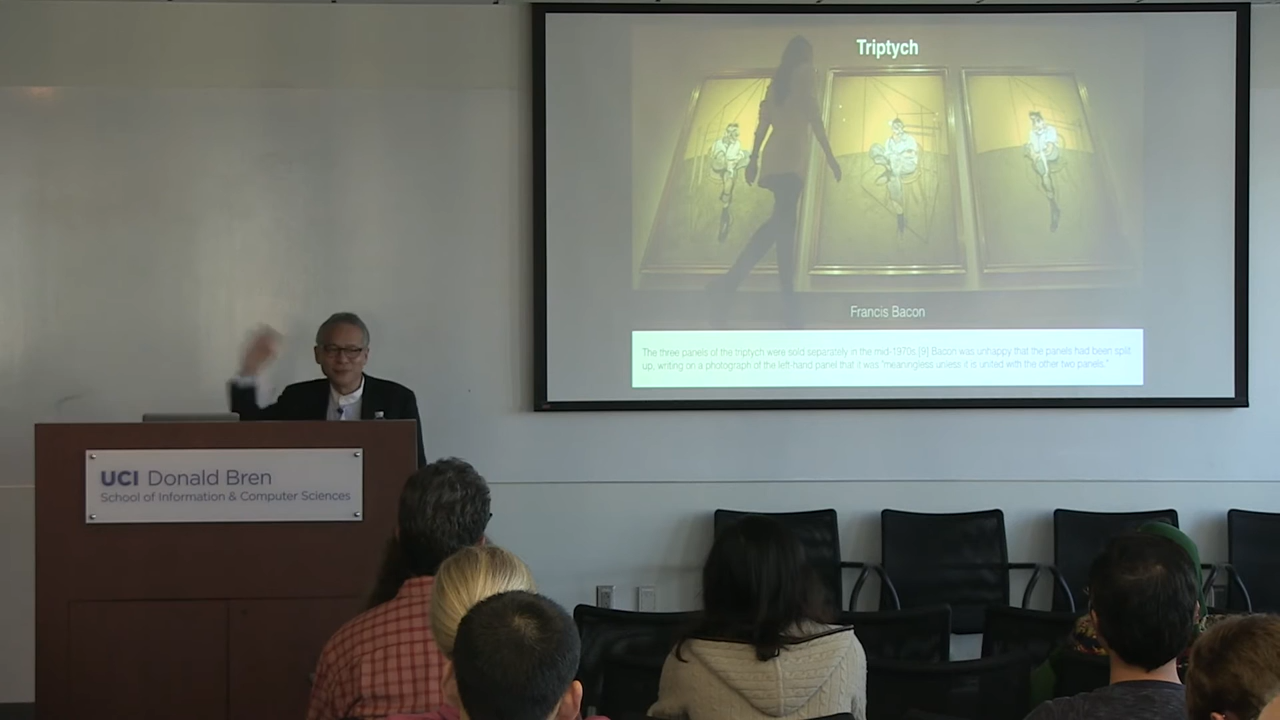 Triptych
Francis Bacon
The three panels of the triptych were sold separately in the mid-1970s [9] Bacon was unhappy that the panels had been split
up, writing on a photograph of the left-hand panel that it was "meaningless unless it is united with the other two panels."
UCI Donald Bren
School of Information & Computer Sciences